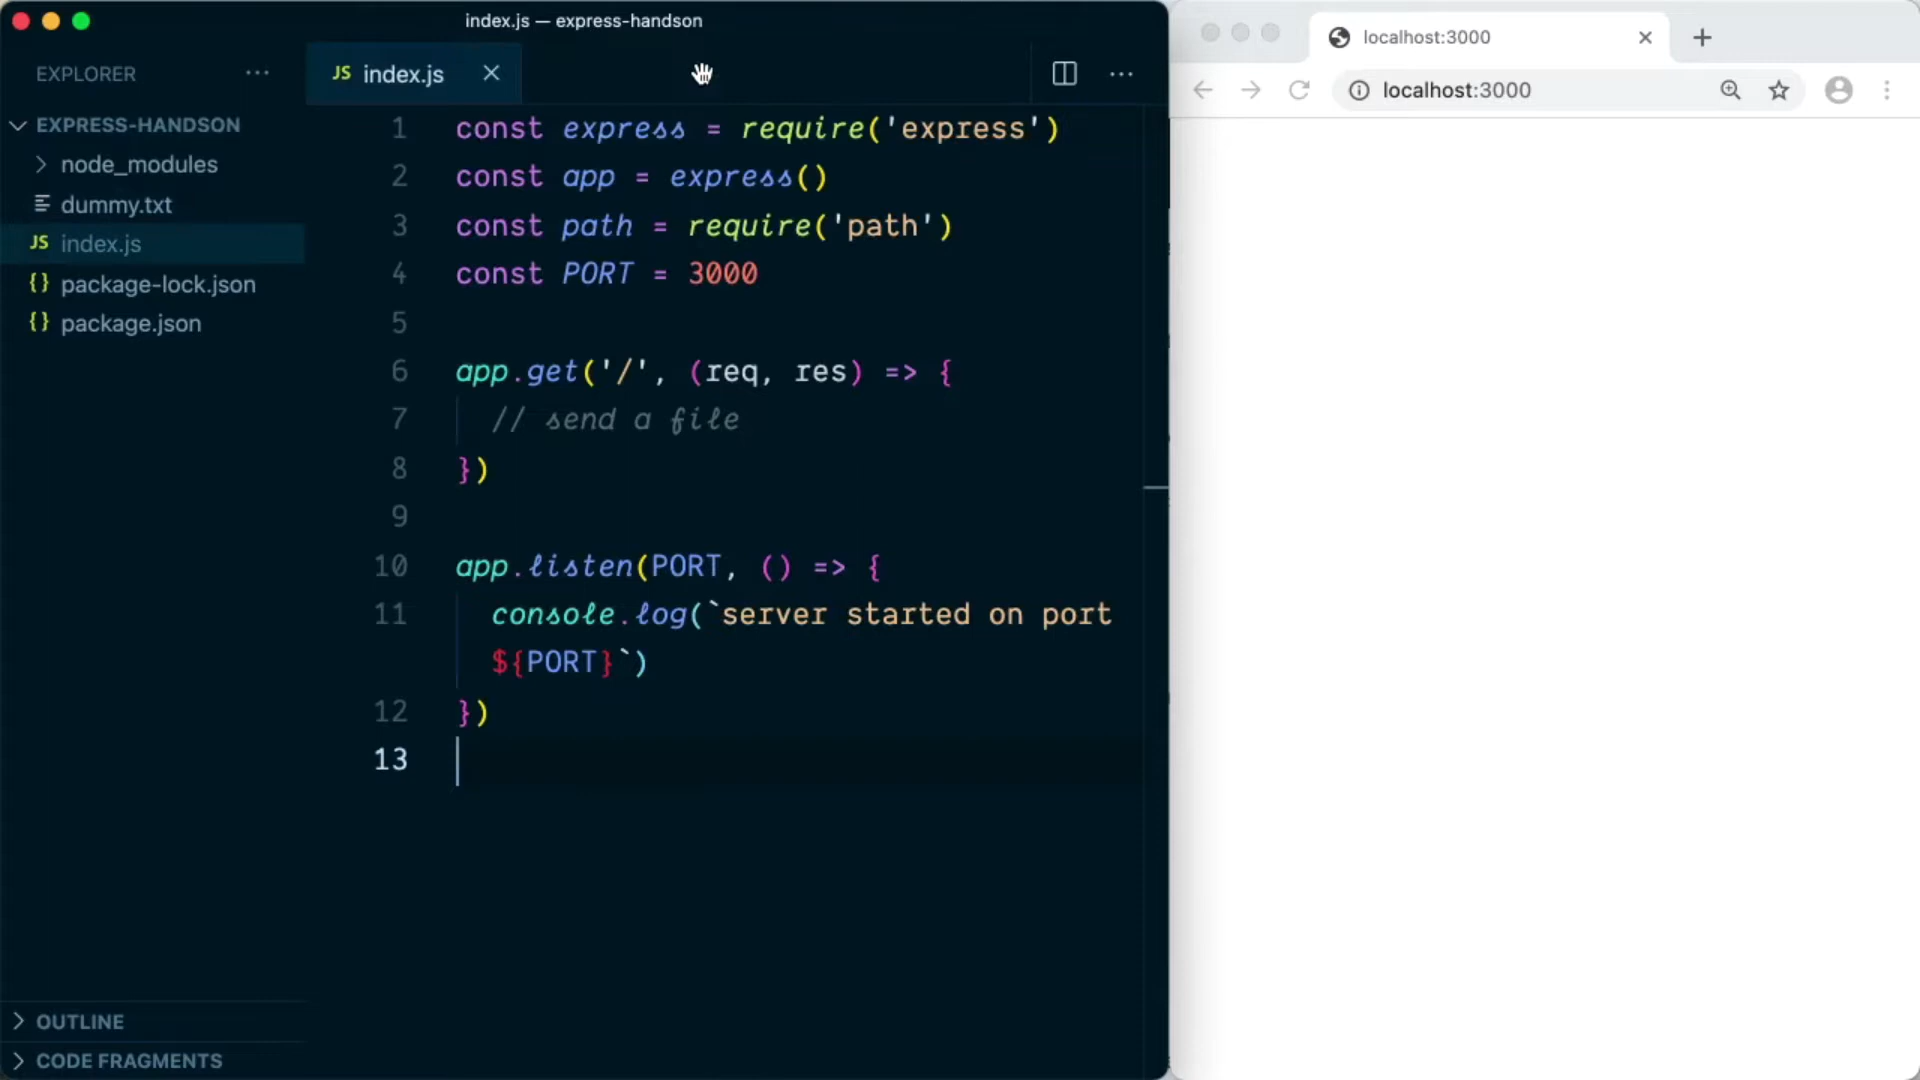 index.js — express-handson
EXPLORER
JS index.js
EXPRESS-HANDSON
node_modules
dummy.txt
JS index.js
{} package-lock.json
{} package.json
OUTLINE
CODE FRAGMENTS
1 const express = require('express')
2 const app = express()
3 const path = require('path')
4 const PORT = 3000
5
6 app.get('/', (req, res) => {
7 // send a file
8 })
9
10 app.listen(PORT, () => {
11 console.log(`server started on port
${PORT}`)
12 })
13
localhost:3000
localhost:3000